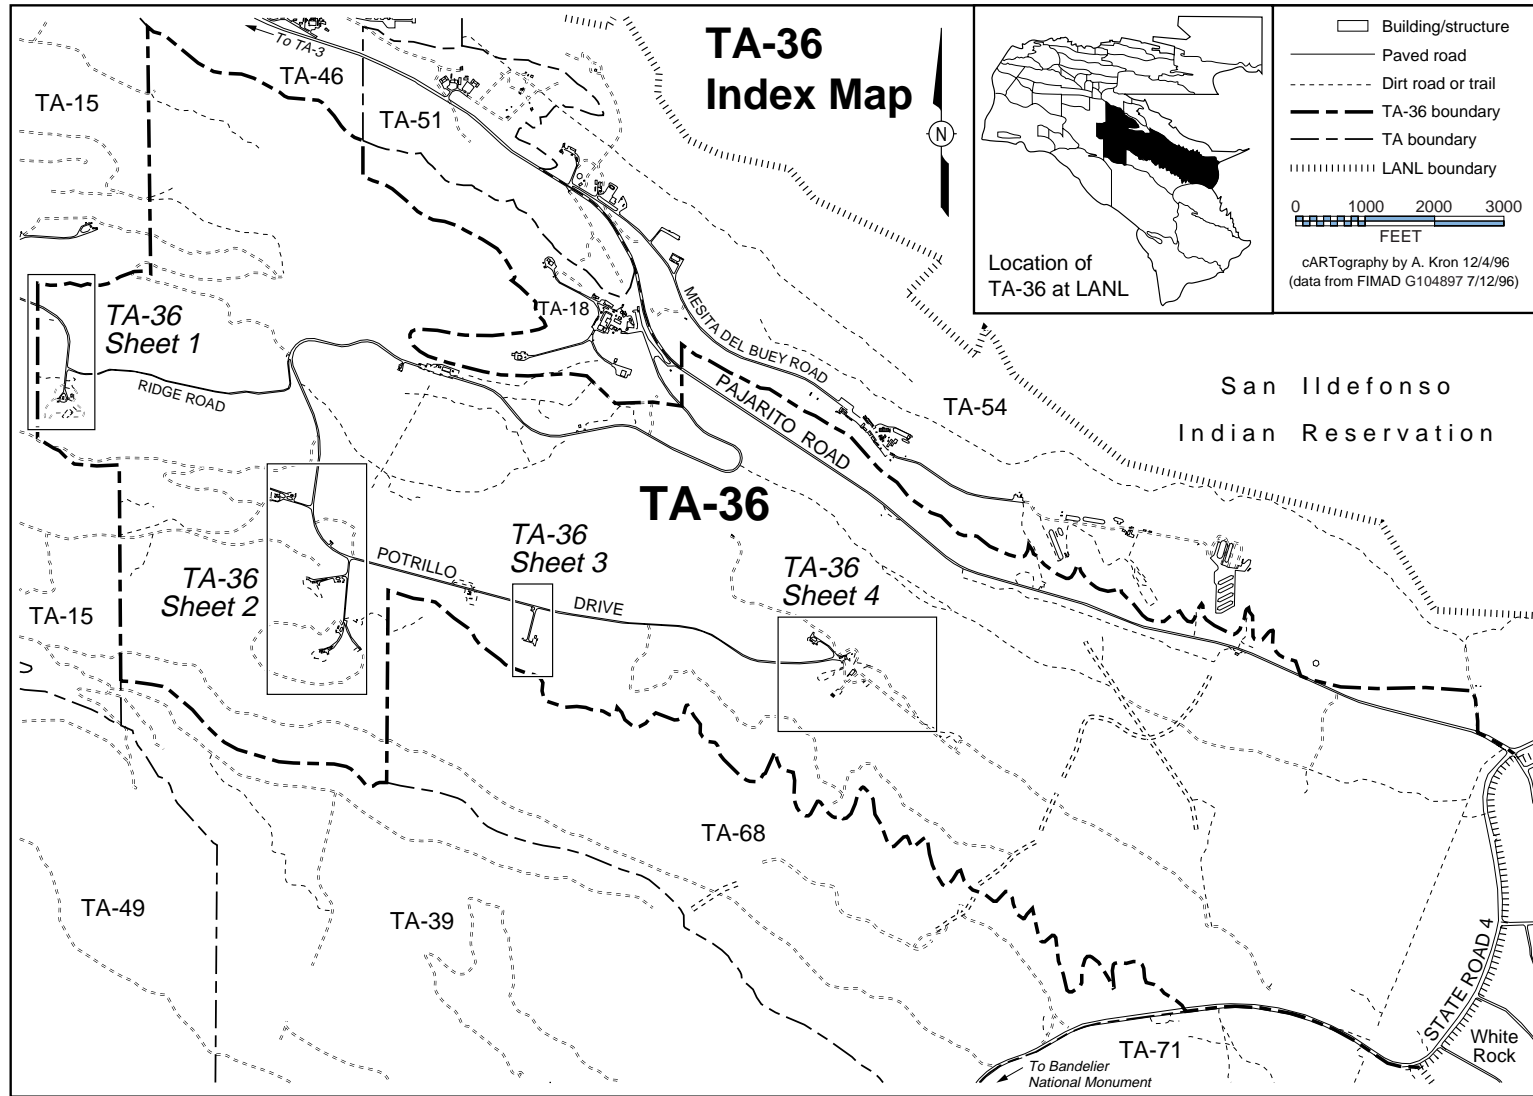 TA-36
Index Map
To TA-3
TA-46
TA-15
TA-51
N
Location of
TA-36 at LANL
Building/structure
Paved road
Dirt road or trail
TA-36 boundary
TA boundary
LANL boundary
0 1000 2000 3000
FEET
cARTography by A. Kron 12/4/96
(data from FIMAD G104897 7/12/96)
TA-36
Sheet 1
RIDGE ROAD
TA-18
MESITA DEL BUEY ROAD
PAJARITO ROAD
TA-54
San Ildefonso
Indian Reservation
TA-36
TA-36
Sheet 2
POTRILLO
DRIVE
TA-36
Sheet 3
TA-36
Sheet 4
TA-15
TA-68
TA-49
TA-39
STATE ROAD 4
White
Rock
TA-71
To Bandelier
National Monument